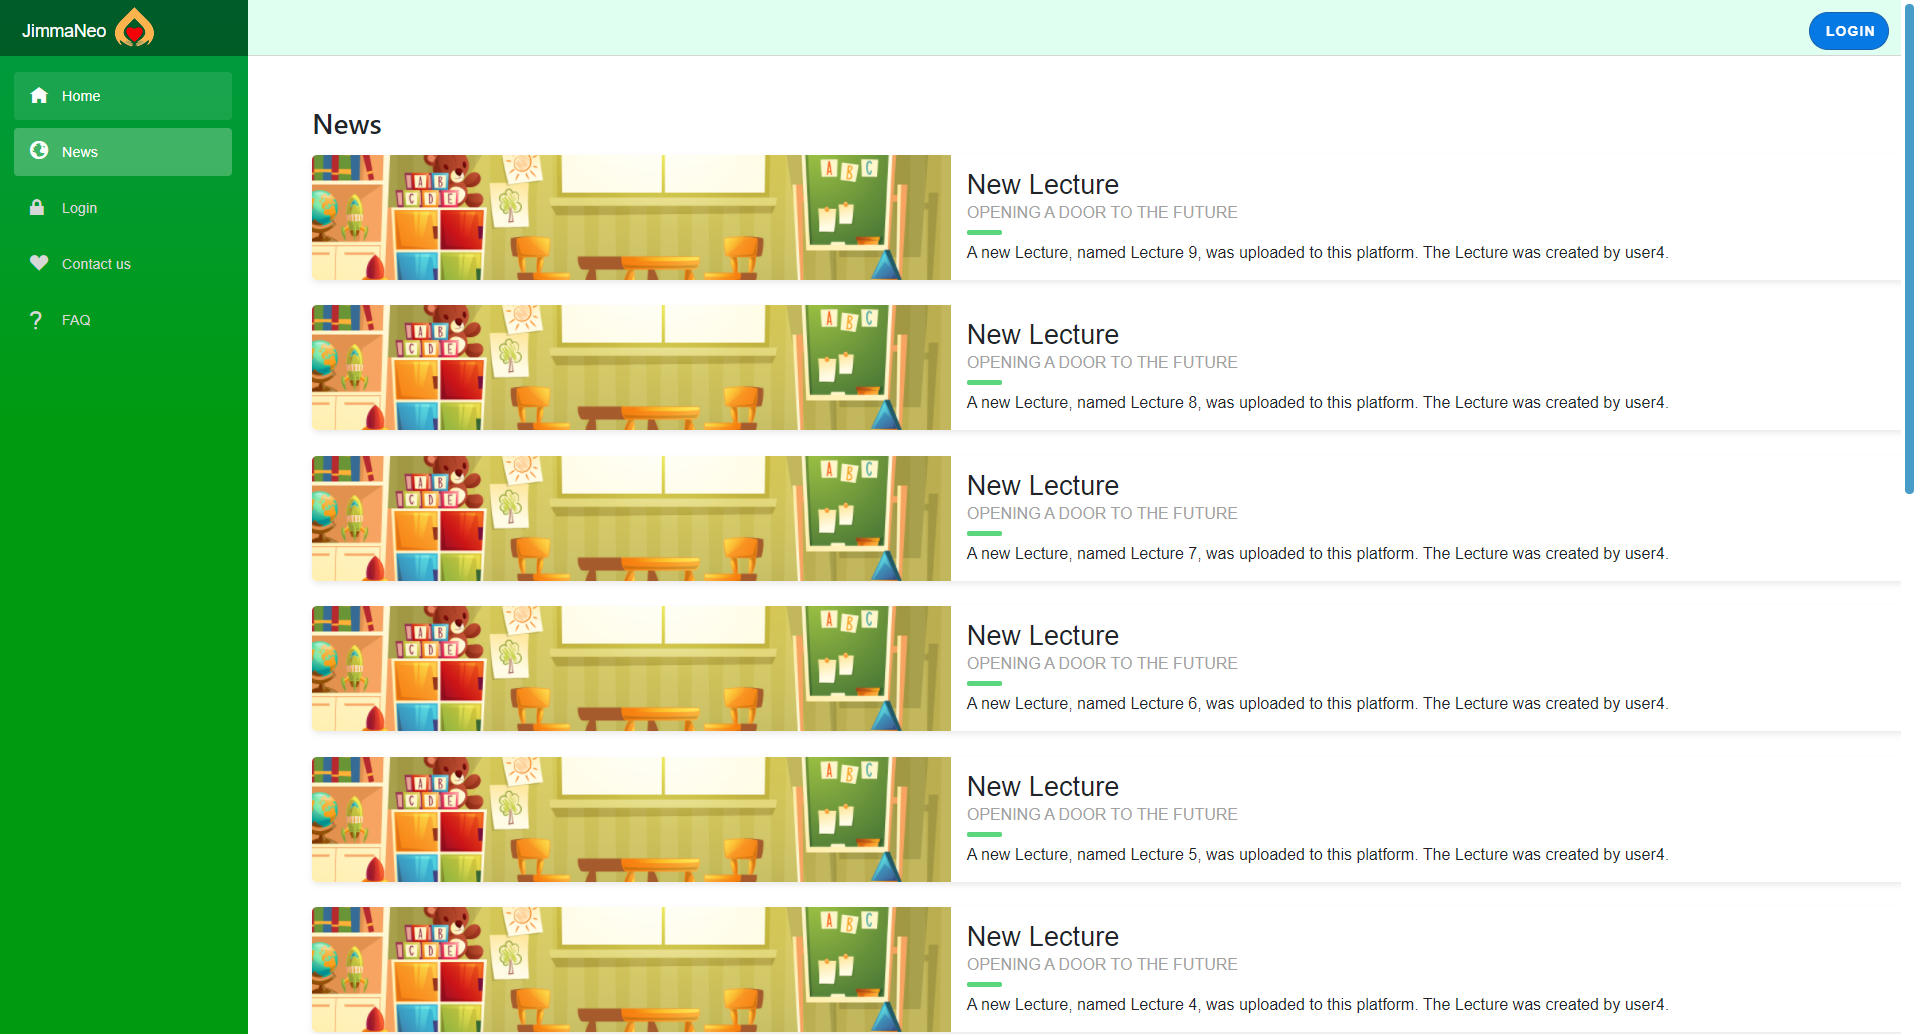 JimmaNeo
LOGIN
Home
News
Login
Contact us
? FAQ
News
A B
C D E
A B C
New Lecture
OPENING A DOOR TO THE FUTURE
A new Lecture, named Lecture 9, was uploaded to this platform. The Lecture was created by user4.
A B
C D E
A B C
New Lecture
OPENING A DOOR TO THE FUTURE
A new Lecture, named Lecture 8, was uploaded to this platform. The Lecture was created by user4.
A B
C D E
A B C
New Lecture
OPENING A DOOR TO THE FUTURE
A new Lecture, named Lecture 7, was uploaded to this platform. The Lecture was created by user4.
A B
C D E
A B C
New Lecture
OPENING A DOOR TO THE FUTURE
A new Lecture, named Lecture 6, was uploaded to this platform. The Lecture was created by user4.
A B
C D E
A B C
New Lecture
OPENING A DOOR TO THE FUTURE
A new Lecture, named Lecture 5, was uploaded to this platform. The Lecture was created by user4.
A B
C D E
A B C
New Lecture
OPENING A DOOR TO THE FUTURE
A new Lecture, named Lecture 4, was uploaded to this platform. The Lecture was created by user4.